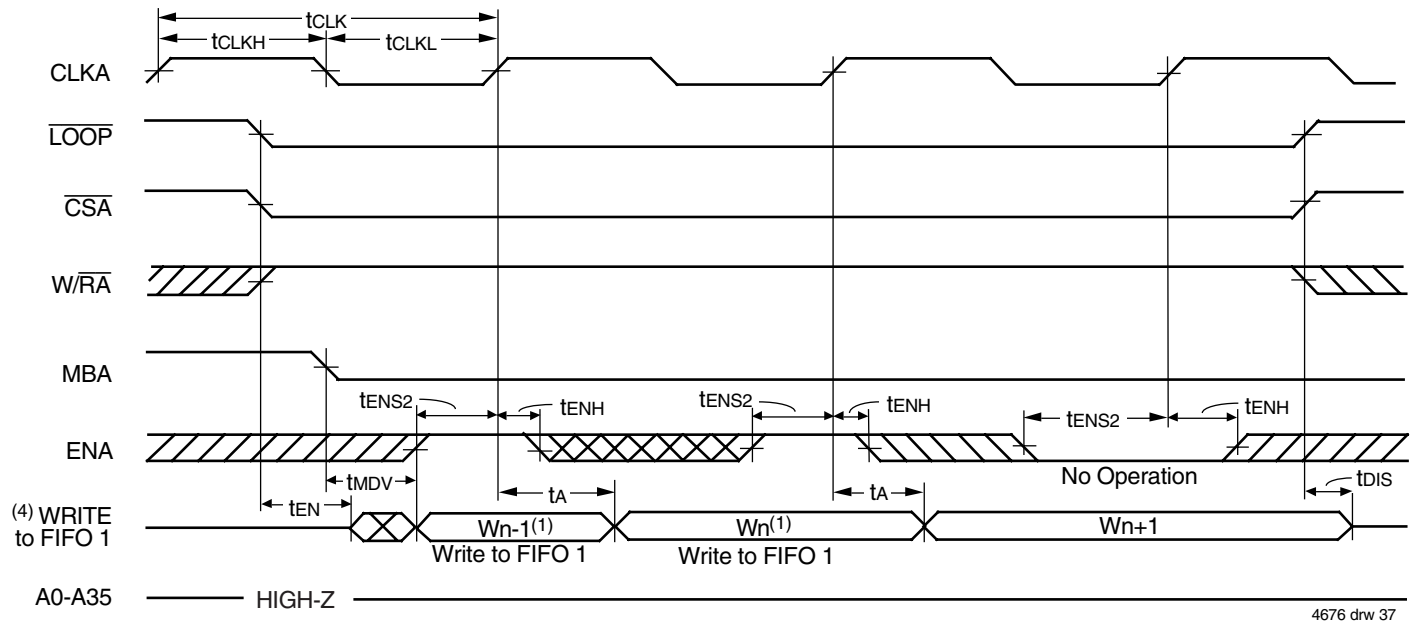 tCLK
tCLKH tCLKL
CLKA
LOOP
CSA
W/RA
MBA
tENS2 tENH tENS2 tENH tENS2 tENH
ENA
No Operation
tMDV tEN tA tA tDIS
(4) WRITE to FIFO 1
Wn-1(1) Wn(1) Wn+1
Write to FIFO 1 Write to FIFO 1
A0-A35 HIGH-Z
4676 drw 37